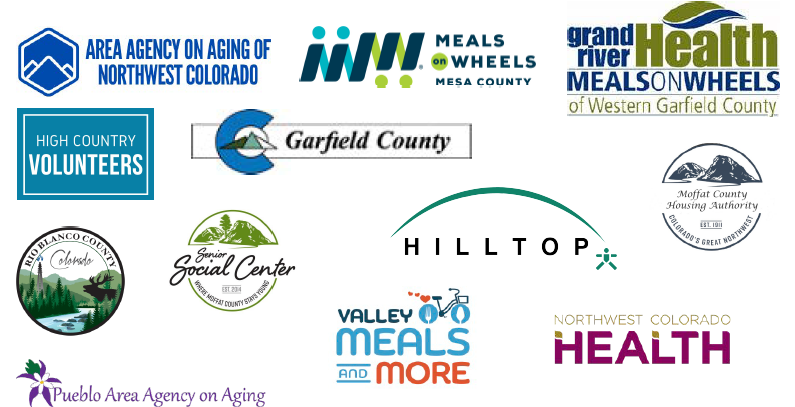 AREA AGENCY ON AGING OF
NORTHWEST COLORADO
MEALS
on WHEELS
MESA COUNTY
grand
river Health
MEALSONWHEELS
of Western Garfield County
HIGH COUNTRY
VOLUNTEERS
Garfield County
Moffat County
Housing Authority
EST. 1911
COLORADO'S GREAT NORTHWEST
RIO BLANCO COUNTY
Colorado
Senior
Social Center
EST. 2014
WHERE MOFFAT COUNTY STAYS YOUNG
HILLTOP
VALLEY
MEALS
AND MORE
NORTHWEST COLORADO
HEALTH
Pueblo Area Agency on Aging